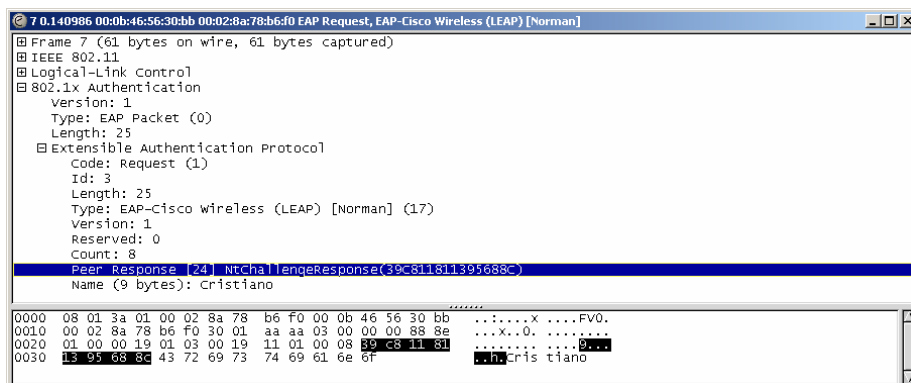 7 0.140986 00:0b:46:56:30:bb 00:02:8a:78:b6:f0 EAP Request, EAP-Cisco Wireless (LEAP) [Norman]
Frame 7 (61 bytes on wire, 61 bytes captured)
IEEE 802.11
Logical-Link Control
802.1x Authentication
Version: 1
Type: EAP Packet (0)
Length: 25
Extensible Authentication Protocol
Code: Request (1)
Id: 3
Length: 25
Type: EAP-Cisco Wireless (LEAP) [Norman] (17)
Version: 1
Reserved: 0
Count: 8
Peer Response [24] NtChallengeResponse(39C811811395688C)
Name (9 bytes): Cristiano
0000 08 01 3a 01 00 02 8a 78 b6 f0 00 0b 46 56 30 bb ..:....x ....FV0.
0010 00 02 8a 78 b6 f0 30 01 aa aa 03 00 00 00 88 8e ...x..0. ........
0020 01 00 00 19 01 03 00 19 11 01 00 08 39 c8 11 81 ........ ....9...
0030 13 95 68 8c 43 72 69 73 74 69 61 6e 6f ..h.Cris tiano